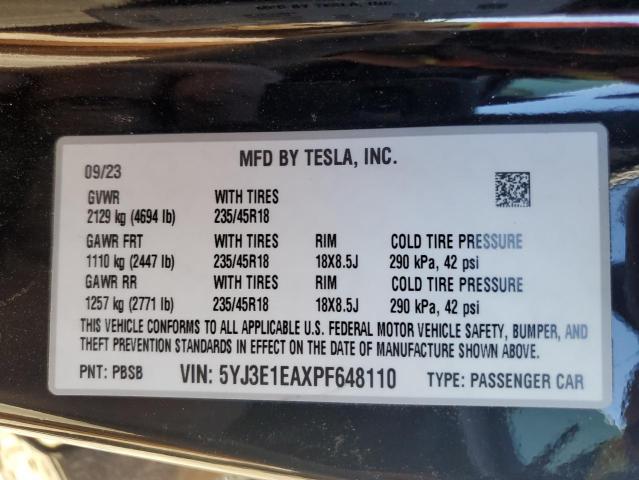 MFD BY TESLA, INC.
09/23
GVWR WITH TIRES
2129 kg (4694 lb) 235/45R18
GAWR FRT WITH TIRES RIM COLD TIRE PRESSURE
1110 kg (2447 lb) 235/45R18 18X8.5J 290 kPa, 42 psi
GAWR RR WITH TIRES RIM COLD TIRE PRESSURE
1257 kg (2771 lb) 235/45R18 18X8.5J 290 kPa, 42 psi
THIS VEHICLE CONFORMS TO ALL APPLICABLE U.S. FEDERAL MOTOR VEHICLE SAFETY, BUMPER, AND
THEFT PREVENTION STANDARDS IN EFFECT ON THE DATE OF MANUFACTURE SHOWN ABOVE.
PNT: PBSB VIN: 5YJ3E1EAXPF648110 TYPE: PASSENGER CAR